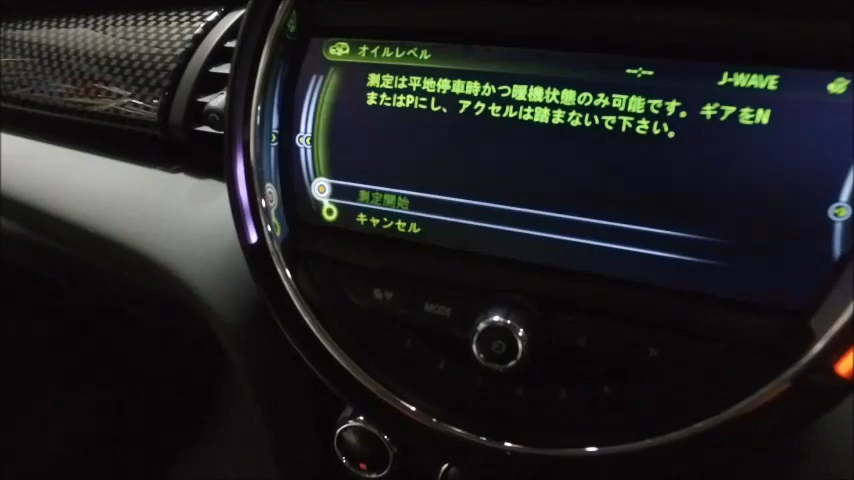 オイルレベル
J-WAVE
測定は平地停車時かつ暖機状態のみ可能です。ギアをN
またはPにし、アクセルは踏まないで下さい。
測定開始
キャンセル
MODE